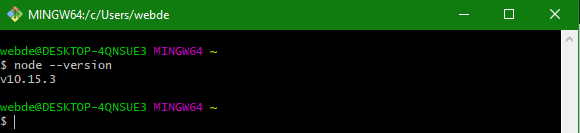 MINGW64:/c/Users/webde
webde@DESKTOP-4QNSUE3 MINGW64 ~
$ node --version
v10.15.3
webde@DESKTOP-4QNSUE3 MINGW64 ~
$